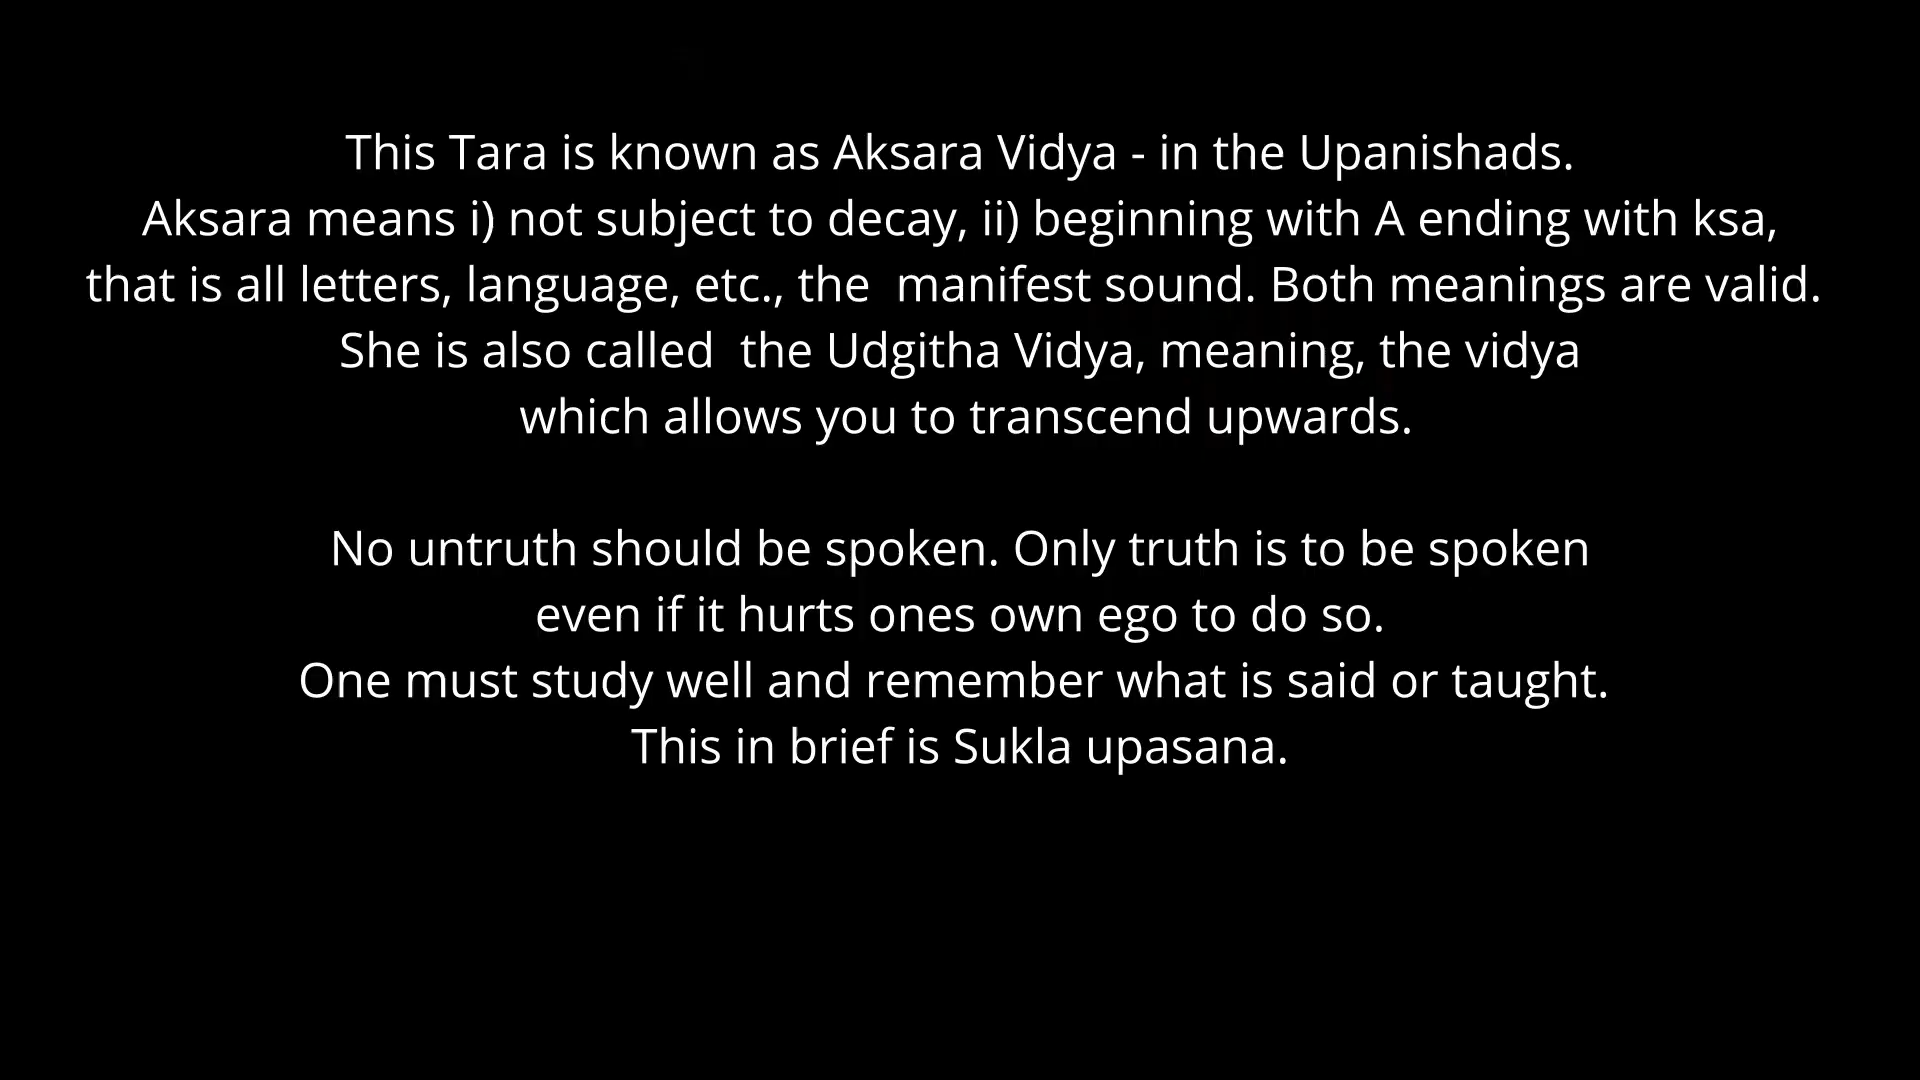 This Tara is known as Aksara Vidya - in the Upanishads.
Aksara means i) not subject to decay, ii) beginning with A ending with ksa,
that is all letters, language, etc., the  manifest sound. Both meanings are valid.
She is also called  the Udgitha Vidya, meaning, the vidya
which allows you to transcend upwards.
No untruth should be spoken. Only truth is to be spoken
even if it hurts ones own ego to do so.
One must study well and remember what is said or taught.
This in brief is Sukla upasana.